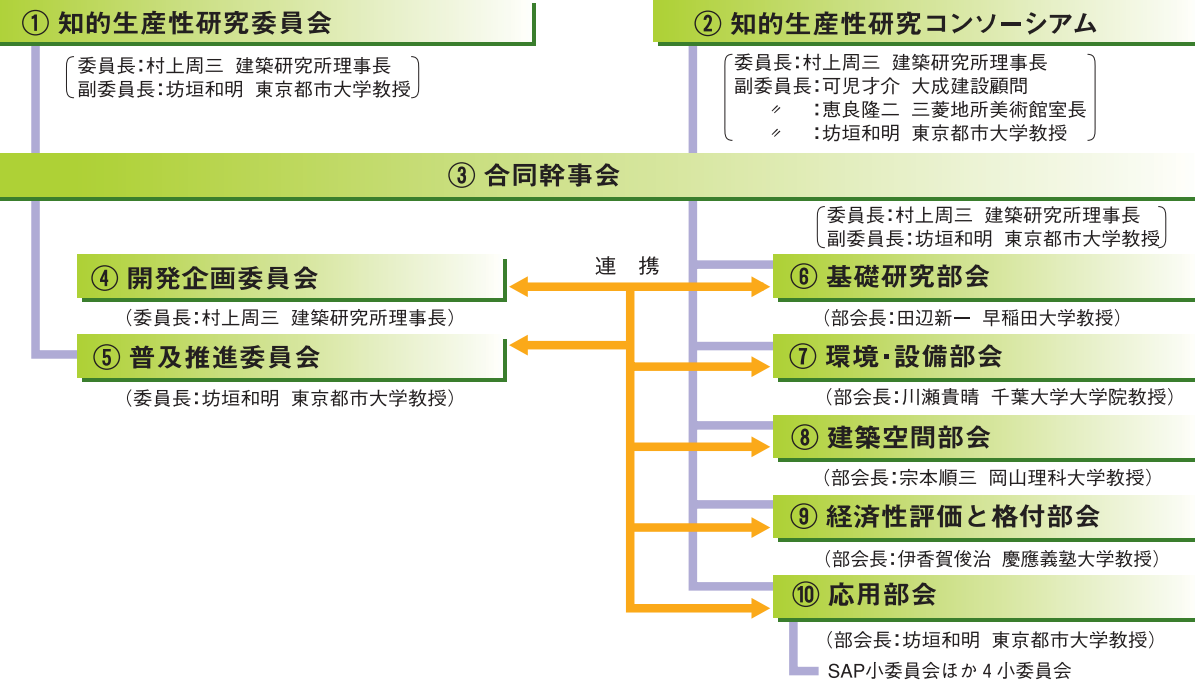 ① 知的生産性研究委員会
委員長：村上周三 建築研究所理事長
副委員長：坊垣和明 東京都市大学教授
② 知的生産性研究コンソーシアム
委員長：村上周三 建築研究所理事長
副委員長：可児才介 大成建設顧問
〃 ：恵良隆二 三菱地所美術館室長
〃 ：坊垣和明 東京都市大学教授
③ 合同幹事会
委員長：村上周三 建築研究所理事長
副委員長：坊垣和明 東京都市大学教授
連 携
④ 開発企画委員会
（委員長：村上周三 建築研究所理事長）
⑤ 普及推進委員会
（委員長：坊垣和明 東京都市大学教授）
⑥ 基礎研究部会
（部会長：田辺新一 早稲田大学教授）
⑦ 環境・設備部会
（部会長：川瀬貴晴 千葉大学大学院教授）
⑧ 建築空間部会
（部会長：宗本順三 岡山理科大学教授）
⑨ 経済性評価と格付部会
（部会長：伊香賀俊治 慶應義塾大学教授）
⑩ 応用部会
（部会長：坊垣和明 東京都市大学教授）
SAP小委員会ほか4小委員会